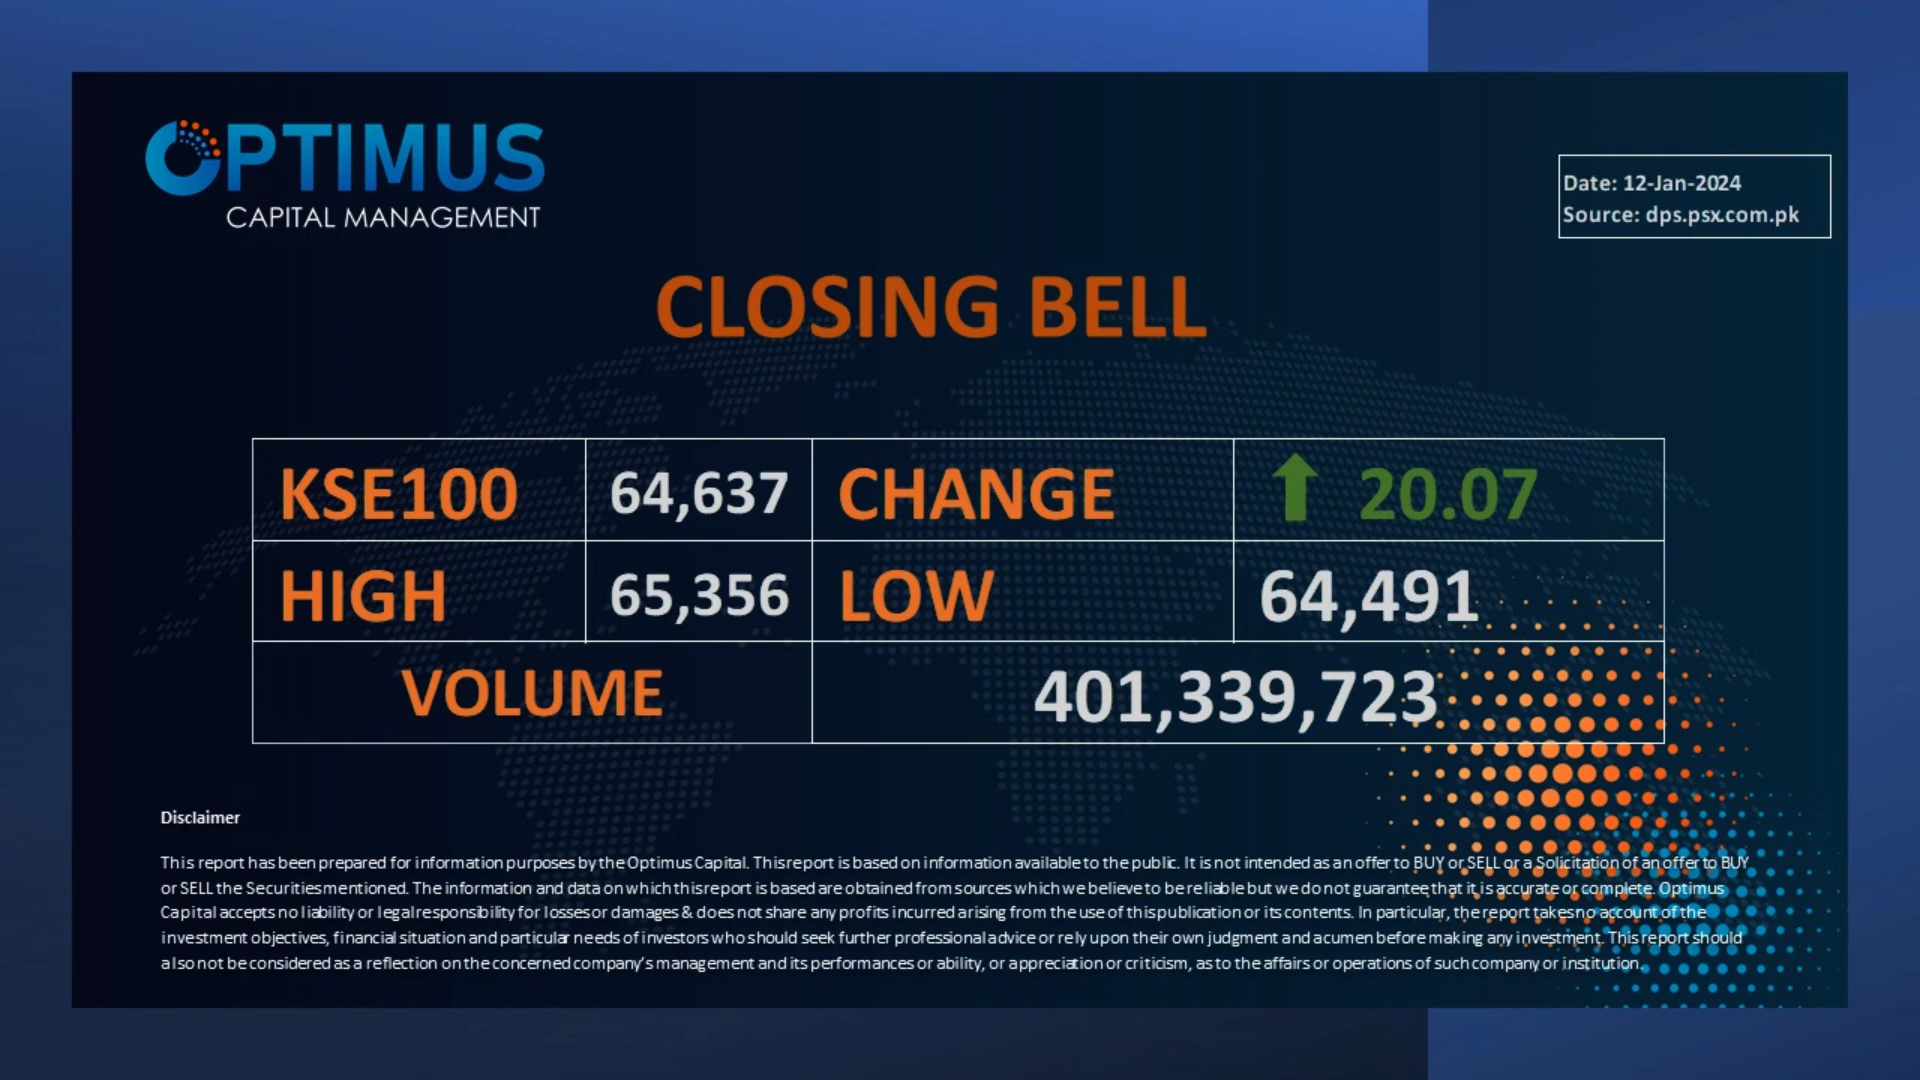 OPTIMUS
CAPITAL MANAGEMENT
Date: 12-Jan-2024
Source: dps.psx.com.pk
CLOSING BELL
KSE100 64,637 CHANGE 20.07
HIGH 65,356 LOW 64,491
VOLUME 401,339,723
Disclaimer
This report has been prepared for information purposes by the Optimus Capital. This report is based on information available to the public. It is not intended as an offer to BUY or SELL or a Solicitation of an offer to BUY
or SELL the Securities mentioned. The information and data on which this report is based are obtained from sources which we believe to be reliable but we do not guarantee that it is accurate or complete. Optimus
Capital accepts no liability or legal responsibility for losses or damages & does not share any profits incurred arising from the use of this publication or its contents. In particular, the report takes no account of the
investment objectives, financial situation and particular needs of investors who should seek further professional advice or rely upon their own judgment and acumen before making any investment. This report should
also not be considered as a reflection on the concerned company's management and its performances or ability, or appreciation or criticism, as to the affairs or operations of such company or institution.